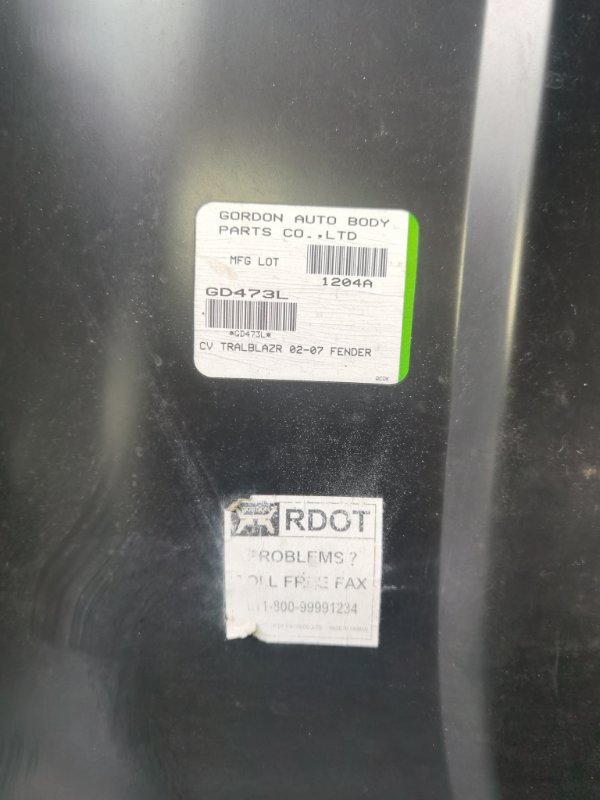 GORDON AUTO BODY
PARTS CO.,LTD
MFG LOT
1204A
GD473L
*GD473L*
CV TRALBLAZR 02-07 FENDER
RDOT
PROBLEMS?
TOLL FREE FAX
11-800-99991234